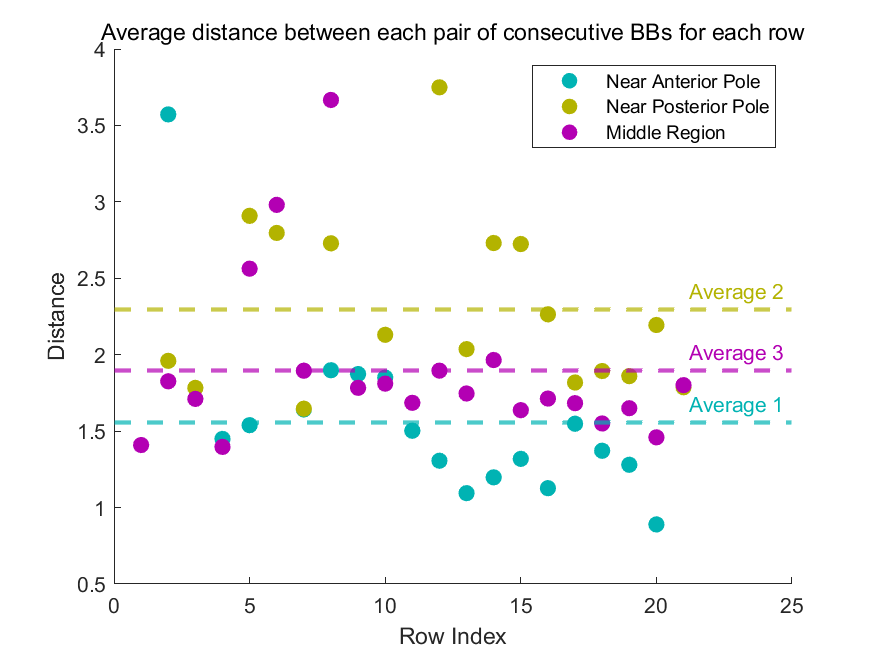 Average distance between each pair of consecutive BBs for each row
4
3.5
3
2.5
2
1.5
1
0.5
Distance
Near Anterior Pole
Near Posterior Pole
Middle Region
Average 2
Average 3
Average 1
0 5 10 15 20 25
Row Index